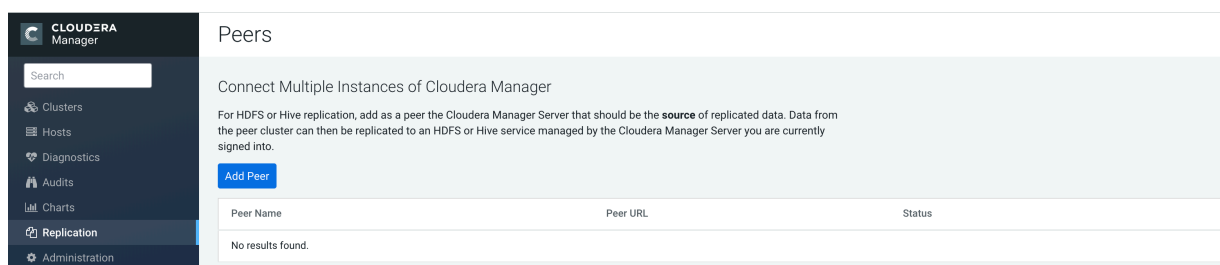 CLOUDERA
Manager
Search
Clusters
Hosts
Diagnostics
Audits
Charts
Replication
Administration
Peers
Connect Multiple Instances of Cloudera Manager
For HDFS or Hive replication, add as a peer the Cloudera Manager Server that should be the source of replicated data. Data from
the peer cluster can then be replicated to an HDFS or Hive service managed by the Cloudera Manager Server you are currently
signed into.
Add Peer
Peer Name Peer URL Status
No results found.